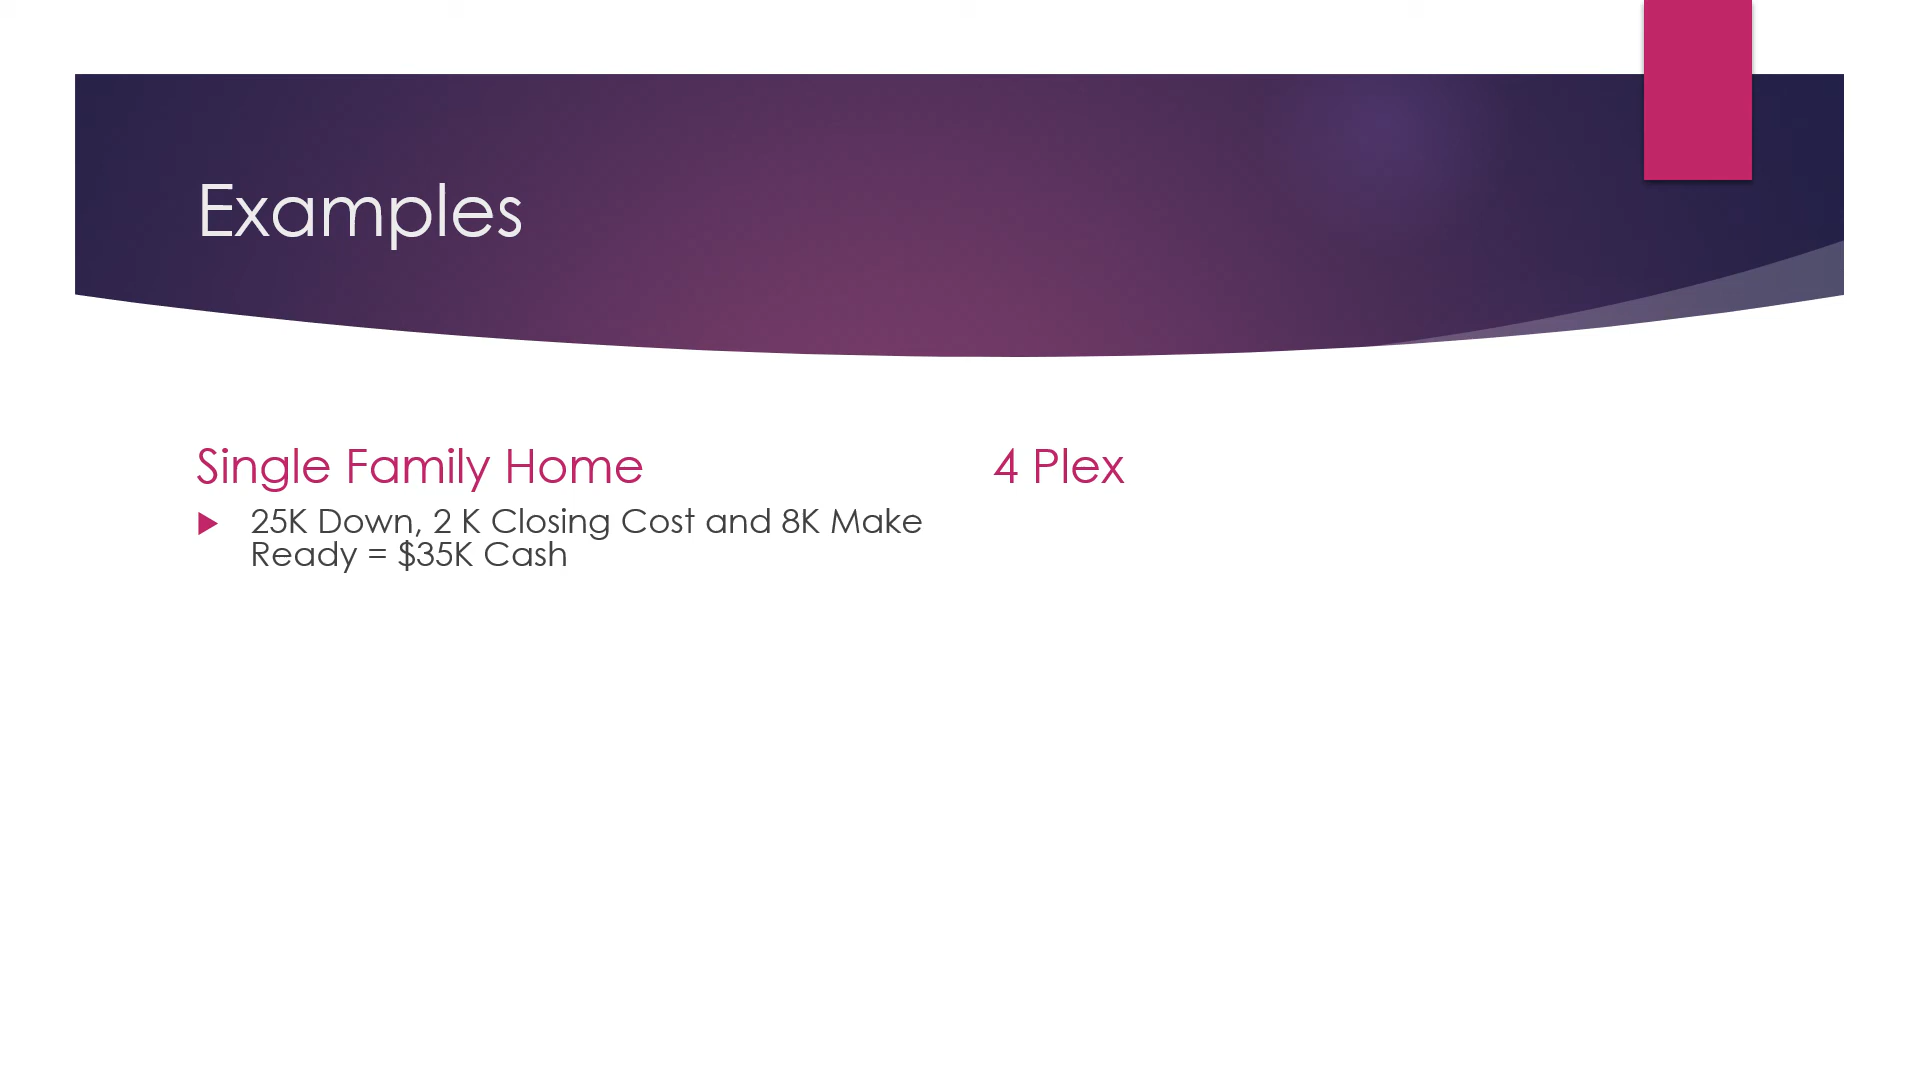 Examples
Single Family Home
25K Down, 2 K Closing Cost and 8K Make
Ready = $35K Cash
4 Plex